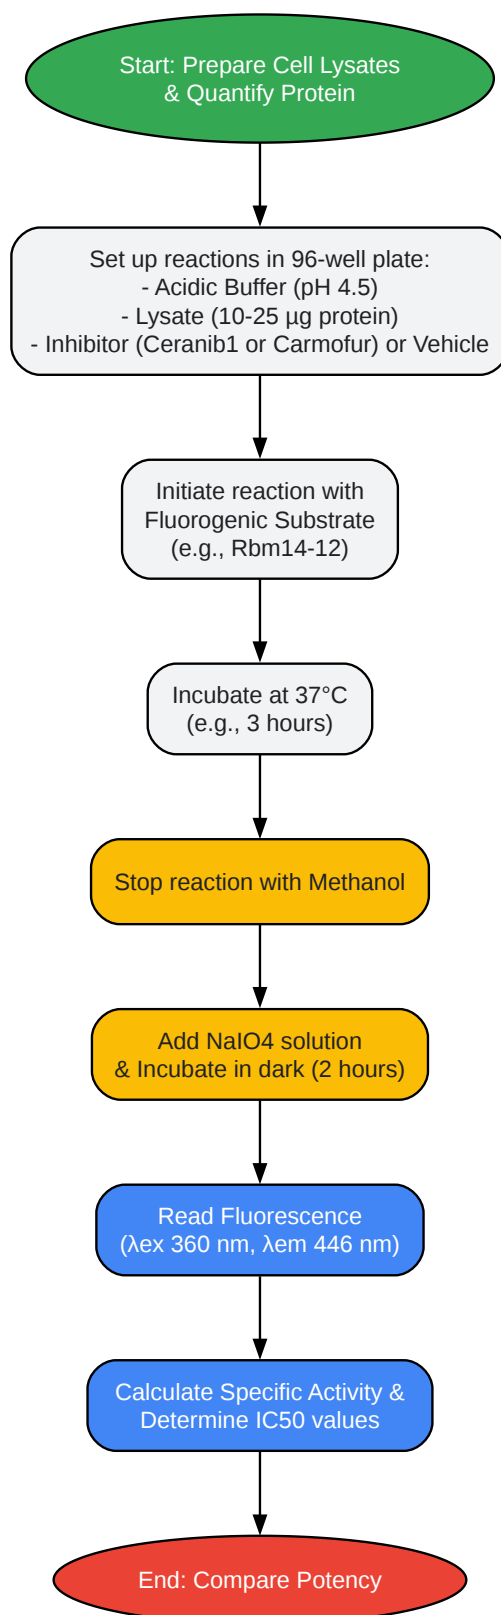 Start: Prepare Cell Lysates
& Quantify Protein
Set up reactions in 96-well plate:
- Acidic Buffer (pH 4.5)
- Lysate (10-25 µg protein)
- Inhibitor (Ceranib1 or Carmofur) or Vehicle
Initiate reaction with
Fluorogenic Substrate
(e.g., Rbm14-12)
Incubate at 37°C
(e.g., 3 hours)
Stop reaction with Methanol
Add NaIO4 solution
& Incubate in dark (2 hours)
Read Fluorescence
(λex 360 nm, λem 446 nm)
Calculate Specific Activity &
Determine IC50 values
End: Compare Potency